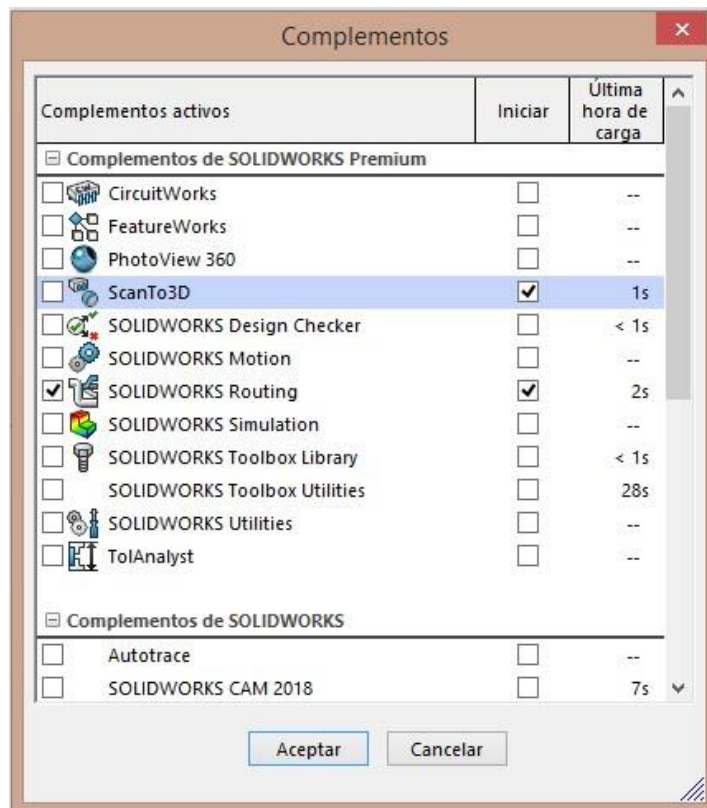 Complementos
Complementos activos Iniciar Última hora de carga
Complementos de SOLIDWORKS Premium
CircuitWorks --
FeatureWorks --
PhotoView 360 --
ScanTo3D 1s
SOLIDWORKS Design Checker < 1s
SOLIDWORKS Motion --
SOLIDWORKS Routing 2s
SOLIDWORKS Simulation --
SOLIDWORKS Toolbox Library < 1s
SOLIDWORKS Toolbox Utilities 28s
SOLIDWORKS Utilities --
TolAnalyst --
Complementos de SOLIDWORKS
Autotrace --
SOLIDWORKS CAM 2018 7s
Aceptar Cancelar